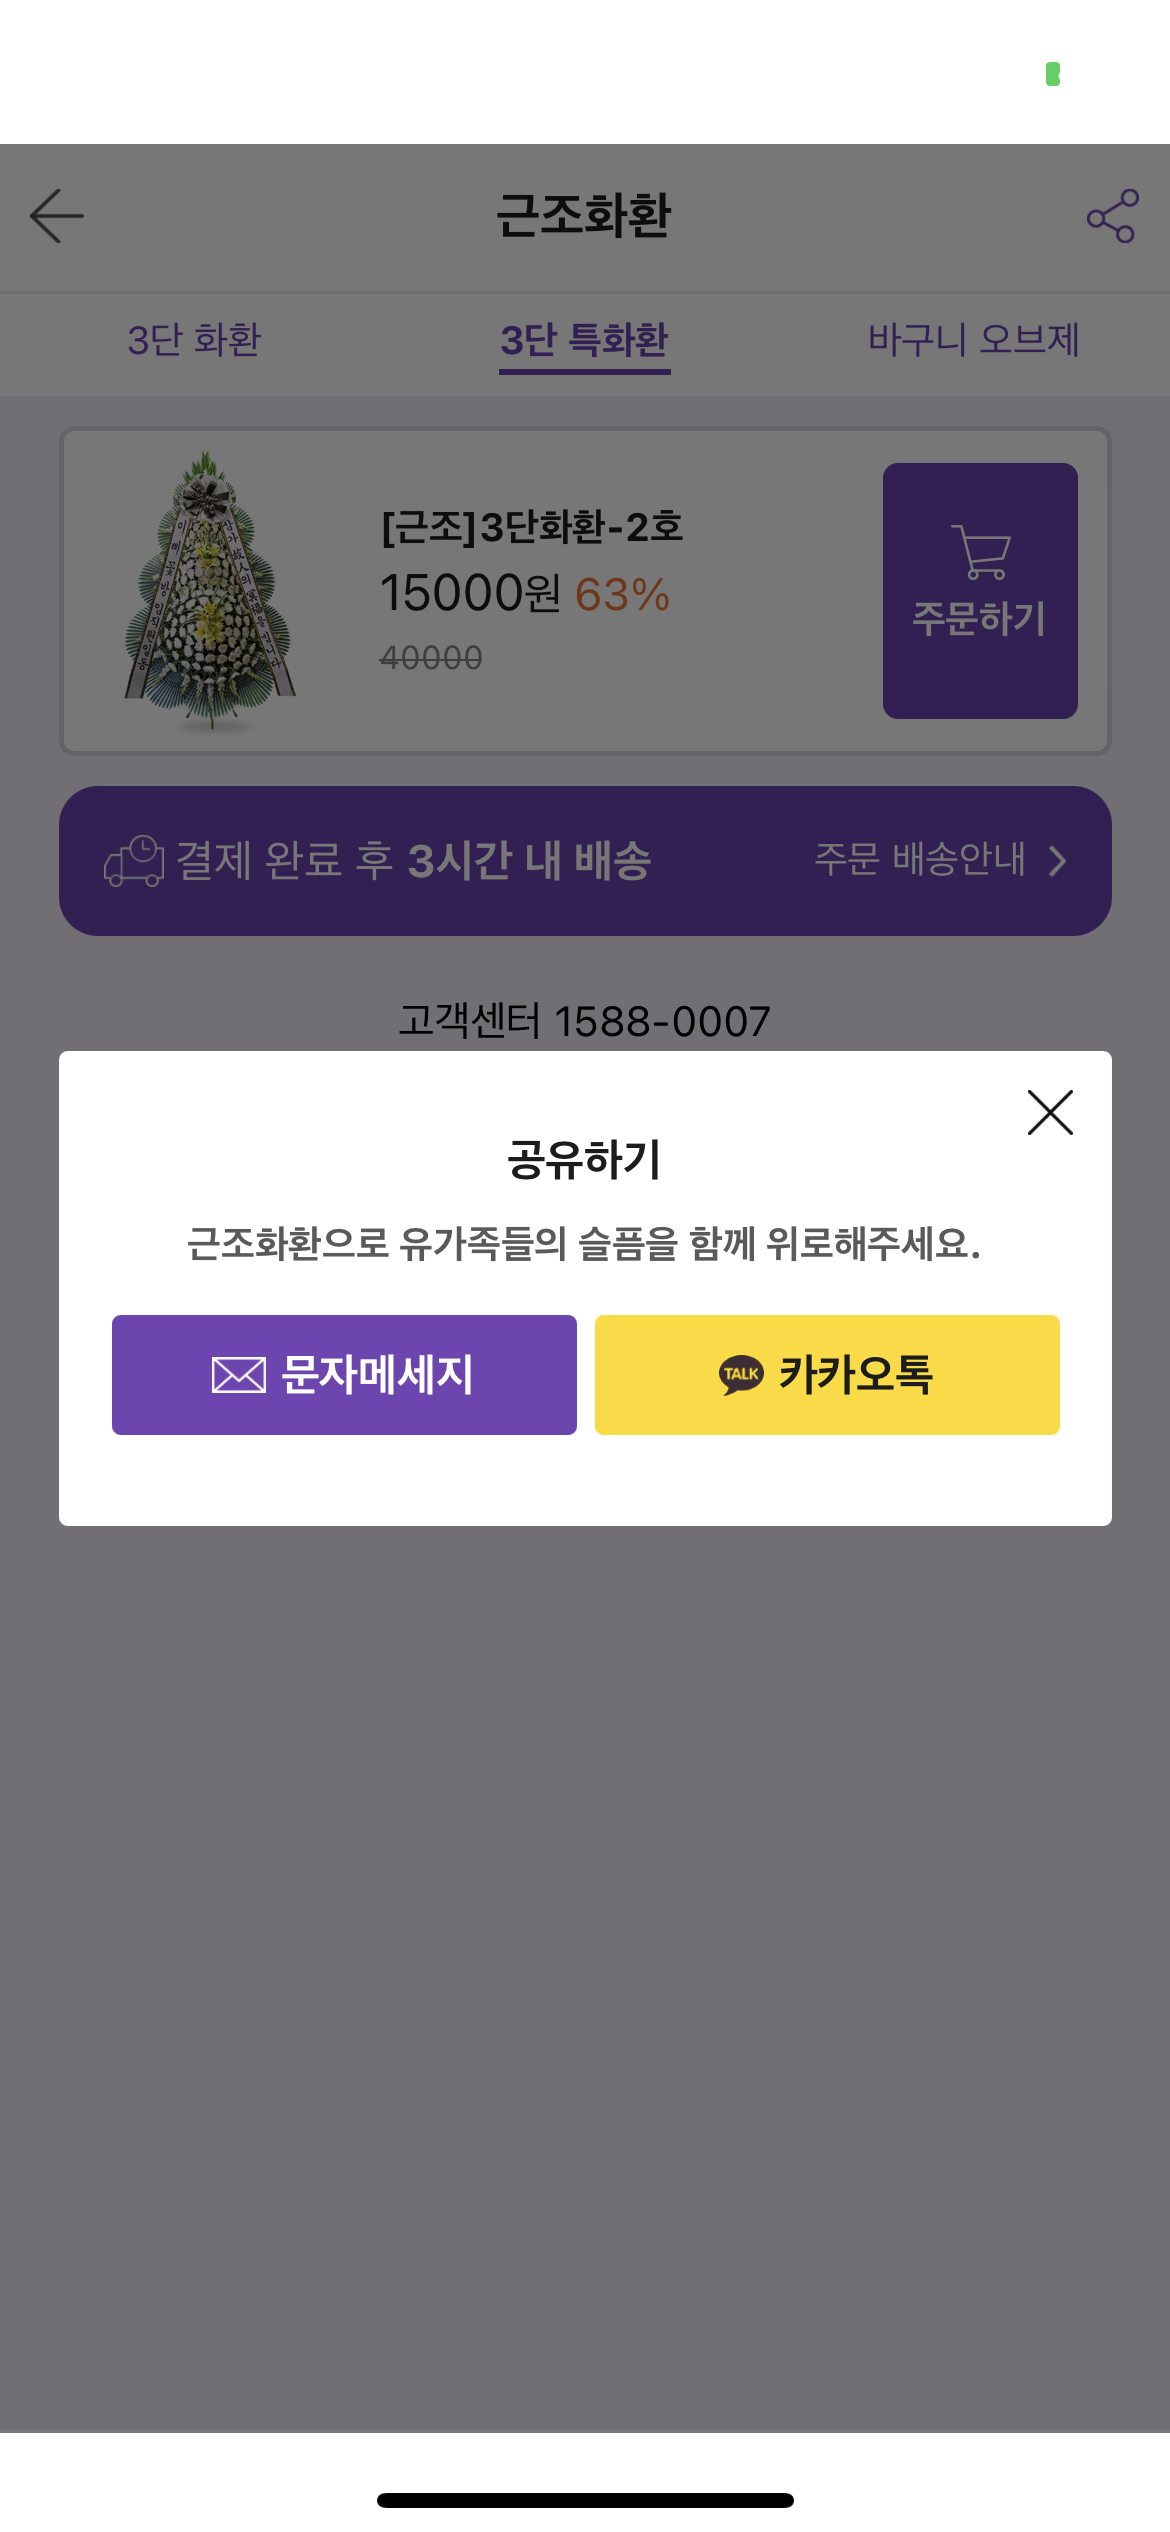 근조화환
3단 화환
3단 특화환
바구니 오브제
[근조]3단화환-2호
15000원 63%
40000
주문하기
결제 완료 후 3시간 내 배송
주문 배송안내
고객센터 1588-0007
공유하기
근조화환으로 유가족들의 슬픔을 함께 위로해주세요.
문자메세지
TALK 카카오톡